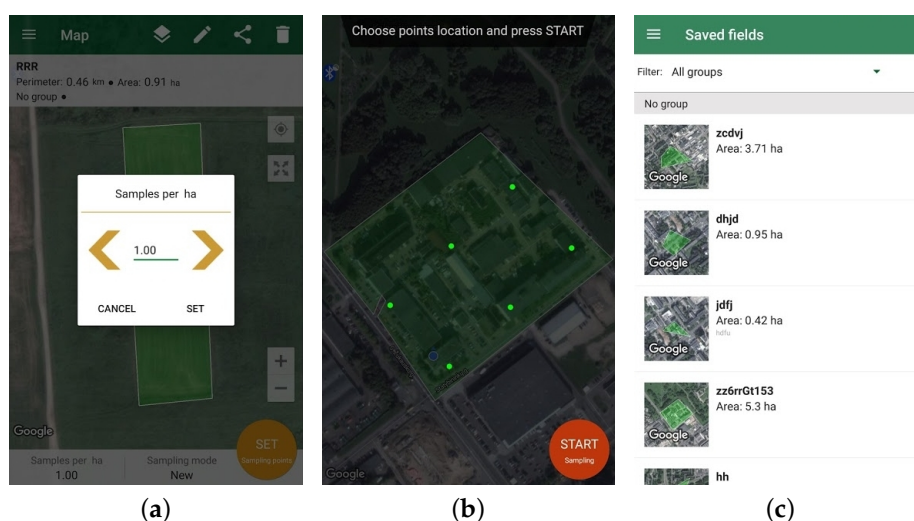 Map
RRR
Perimeter: 0.46 km ● Area: 0.91 ha
No group ●
Samples per ha
1.00
CANCEL SET
SET
Sampling points
Google
Samples per ha Sampling mode
1.00 New
(a)
Choose points location and press START
START
Sampling
Google
(b)
Saved fields
Filter: All groups
No group
zcdvj
Area: 3.71 ha
Google
dhjd
Area: 0.95 ha
Google
jdfj
Area: 0.42 ha
hdfu
Google
zz6rrGt153
Area: 5.3 ha
Google
hh
(c)